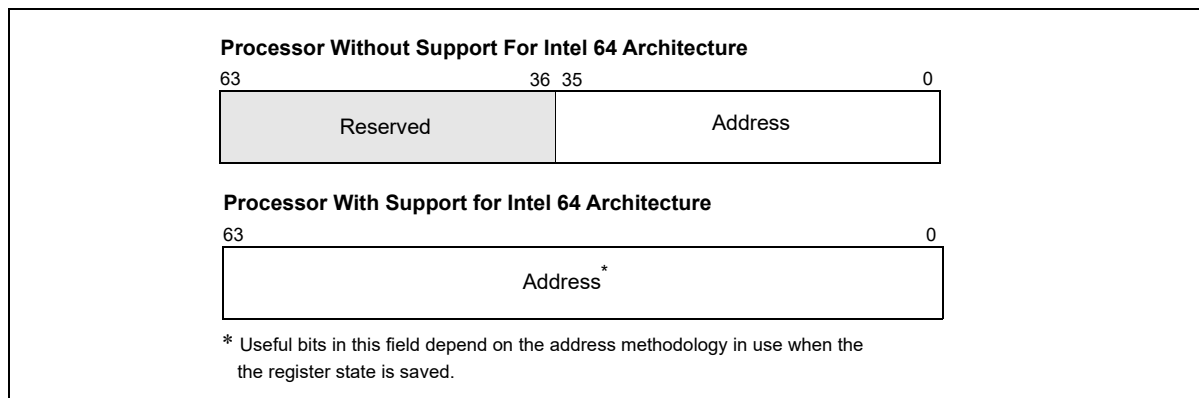 Processor Without Support For Intel 64 Architecture
63 36 35 0
Reserved Address
Processor With Support for Intel 64 Architecture
63 0
Address*
* Useful bits in this field depend on the address methodology in use when the
the register state is saved.